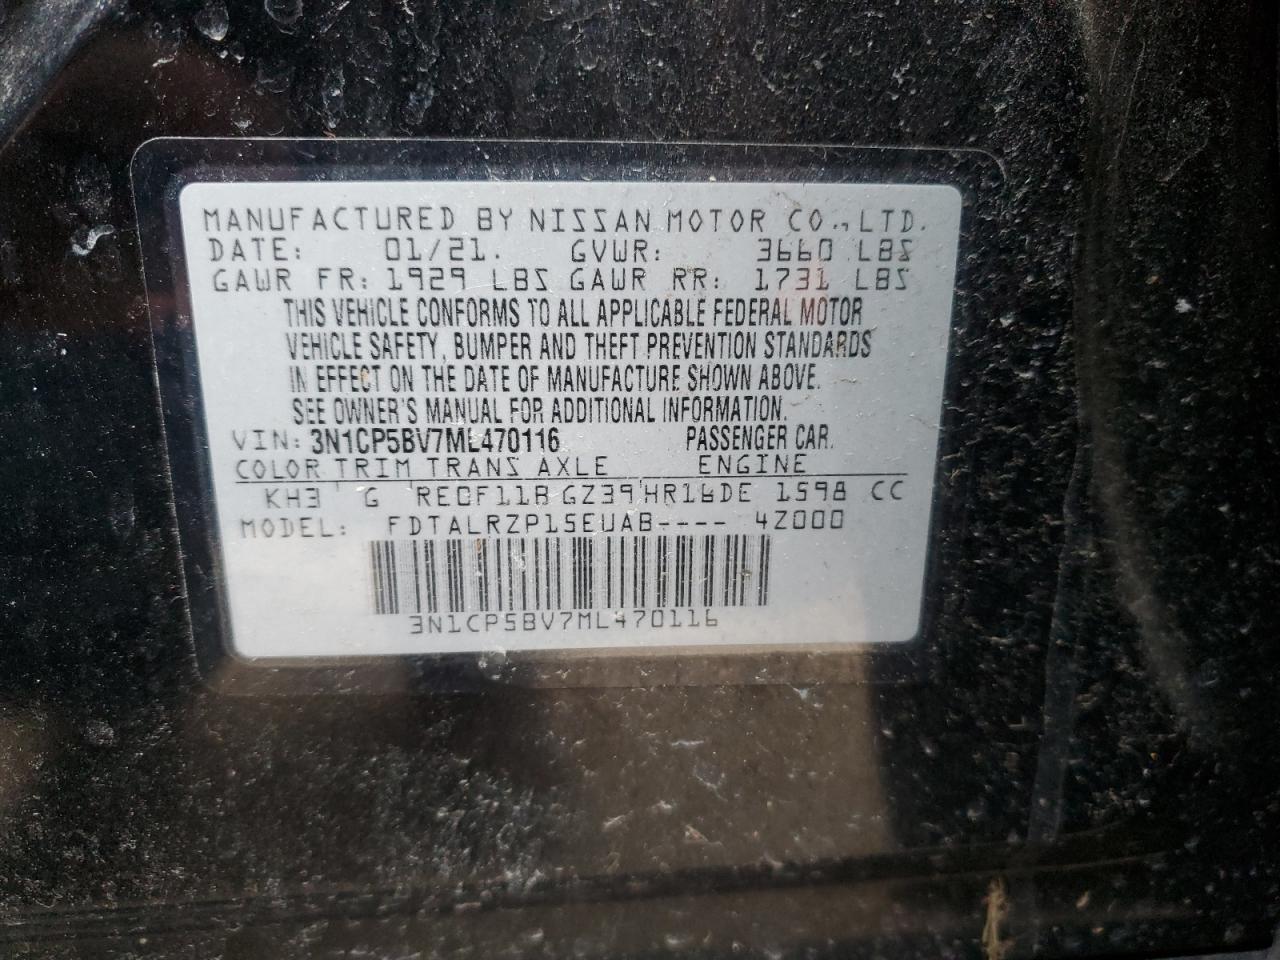 MANUFACTURED BY NISSAN MOTOR CO.,LTD.
DATE: 01/21. GVWR: 3660 LBS
GAWR FR: 1929 LBS GAWR RR: 1731 LBS
THIS VEHICLE CONFORMS TO ALL APPLICABLE FEDERAL MOTOR
VEHICLE SAFETY, BUMPER AND THEFT PREVENTION STANDARDS
IN EFFECT ON THE DATE OF MANUFACTURE SHOWN ABOVE.
SEE OWNER'S MANUAL FOR ADDITIONAL INFORMATION.
VIN: 3N1CP5BV7ML470116 PASSENGER CAR.
COLOR TRIM TRANS AXLE ENGINE
KH3 G RE0F11B GZ39 HR16DE 1598 CC
MODEL: FDTALRZP15EUAB---- 4Z000
3N1CP5BV7ML470116